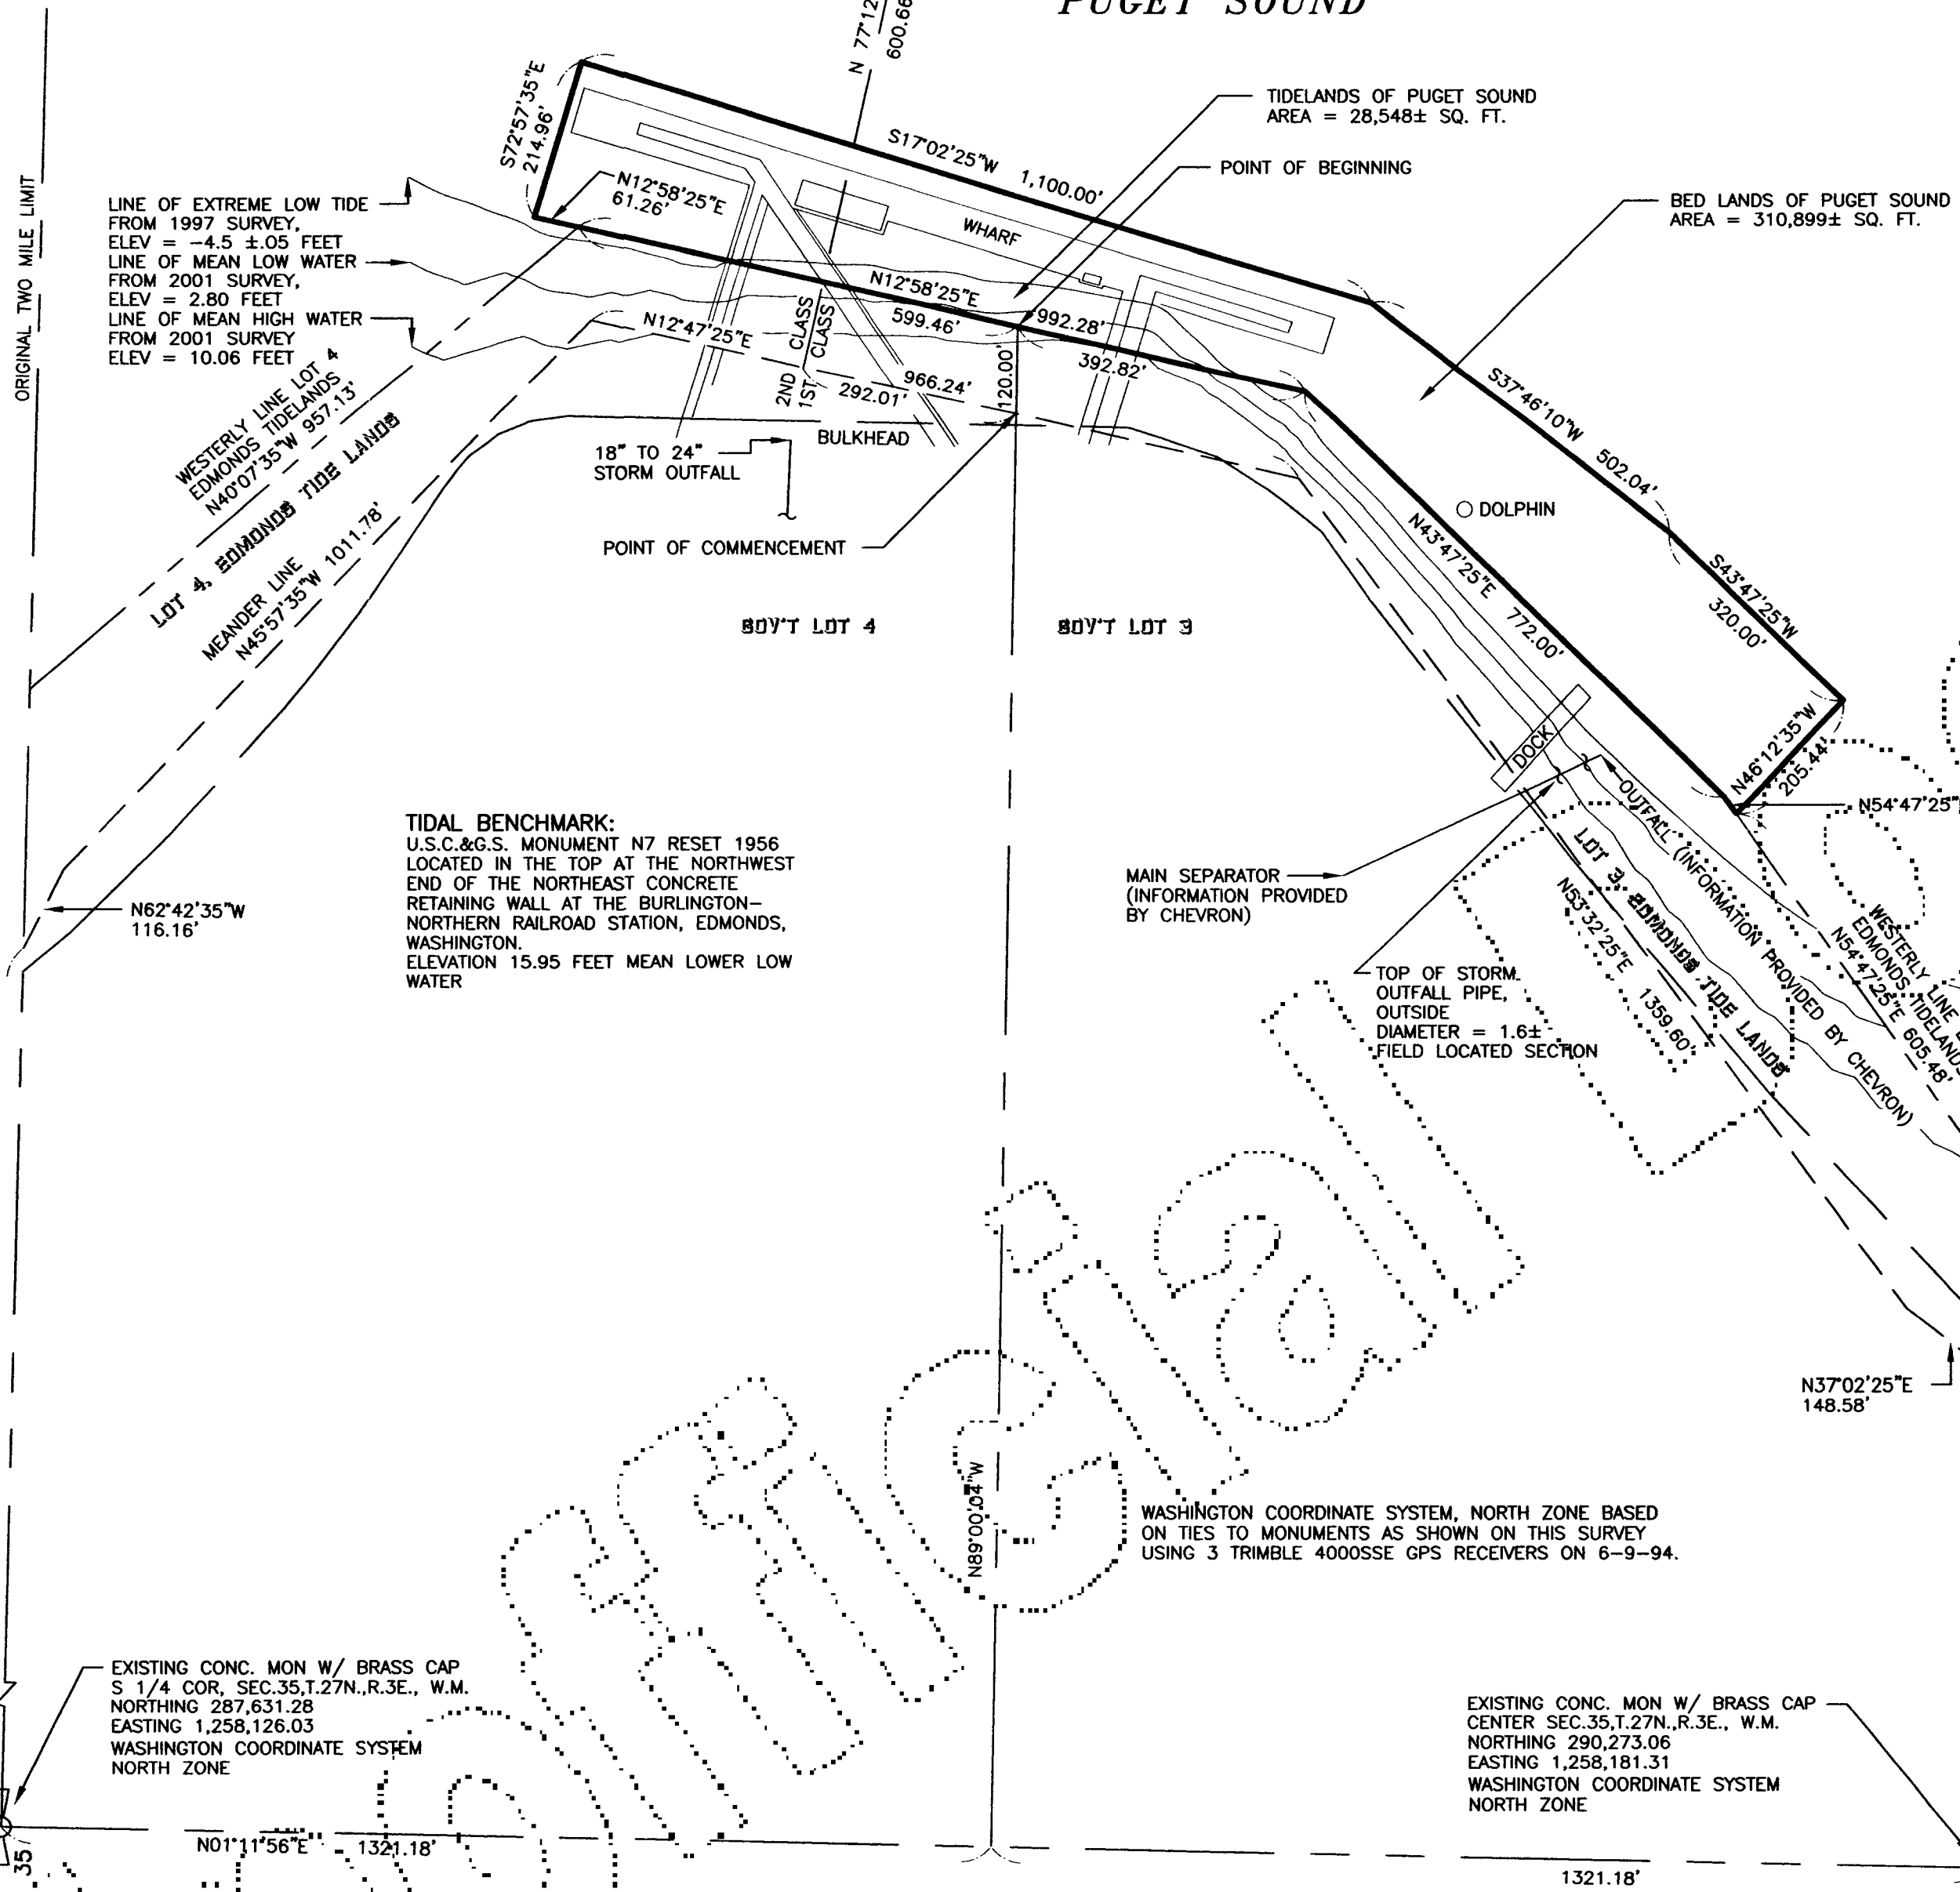 PUGET SOUND
N 77°12
600.66
ORIGINAL TWO MILE LIMIT
S72°57'35"E
214.96'
S17°02'25"W 1,100.00'
TIDELANDS OF PUGET SOUND
AREA = 28,548± SQ. FT.
POINT OF BEGINNING
BED LANDS OF PUGET SOUND
AREA = 310,899± SQ. FT.
LINE OF EXTREME LOW TIDE
FROM 1997 SURVEY,
ELEV = -4.5 ±.05 FEET
LINE OF MEAN LOW WATER
FROM 2001 SURVEY,
ELEV = 2.80 FEET
LINE OF MEAN HIGH WATER
FROM 2001 SURVEY
ELEV = 10.06 FEET
N12°58'25"E
61.26'
WHARF
N12°58'25"E
599.46'
992.28'
392.82'
N12°47'25"E
966.24'
292.01'
2ND CLASS
1ST CLASS
120.00'
BULKHEAD
18" TO 24"
STORM OUTFALL
POINT OF COMMENCEMENT
WESTERLY LINE LOT 4
EDMONDS TIDELANDS
N40°07'35"W 957.13'
LOT 4, EDMONDS TIDE LANDS
MEANDER LINE
N45°57'35"W 1011.78'
S37°46'10"W 502.04'
DOLPHIN
S43°47'25"W
320.00'
N43°47'25"E 772.00'
N46°12'35"W
205.44'
N54°47'25"
GOV'T LOT 4
GOV'T LOT 3
DOCK
OUTFALL (INFORMATION PROVIDED BY CHEVRON)
LOT 3, EDMONDS TIDE LANDS
N53°32'25"E 1359.60'
WESTERLY LINE
EDMONDS TIDELANDS
N54°47'25"E 605.48'
TIDAL BENCHMARK:
U.S.C.&G.S. MONUMENT N7 RESET 1956
LOCATED IN THE TOP AT THE NORTHWEST
END OF THE NORTHEAST CONCRETE
RETAINING WALL AT THE BURLINGTON-
NORTHERN RAILROAD STATION, EDMONDS,
WASHINGTON.
ELEVATION 15.95 FEET MEAN LOWER LOW
WATER
N62°42'35"W
116.16'
MAIN SEPARATOR
(INFORMATION PROVIDED
BY CHEVRON)
TOP OF STORM
OUTFALL PIPE,
OUTSIDE
DIAMETER = 1.6±
FIELD LOCATED SECTION
N37°02'25"E
148.58'
N89°00'04"W
WASHINGTON COORDINATE SYSTEM, NORTH ZONE BASED
ON TIES TO MONUMENTS AS SHOWN ON THIS SURVEY
USING 3 TRIMBLE 4000SSE GPS RECEIVERS ON 6-9-94.
EXISTING CONC. MON W/ BRASS CAP
S 1/4 COR, SEC.35,T.27N.,R.3E., W.M.
NORTHING 287,631.28
EASTING 1,258,126.03
WASHINGTON COORDINATE SYSTEM
NORTH ZONE
EXISTING CONC. MON W/ BRASS CAP
CENTER SEC.35,T.27N.,R.3E., W.M.
NORTHING 290,273.06
EASTING 1,258,181.31
WASHINGTON COORDINATE SYSTEM
NORTH ZONE
35
N01°11'56"E 1321.18'
1321.18'